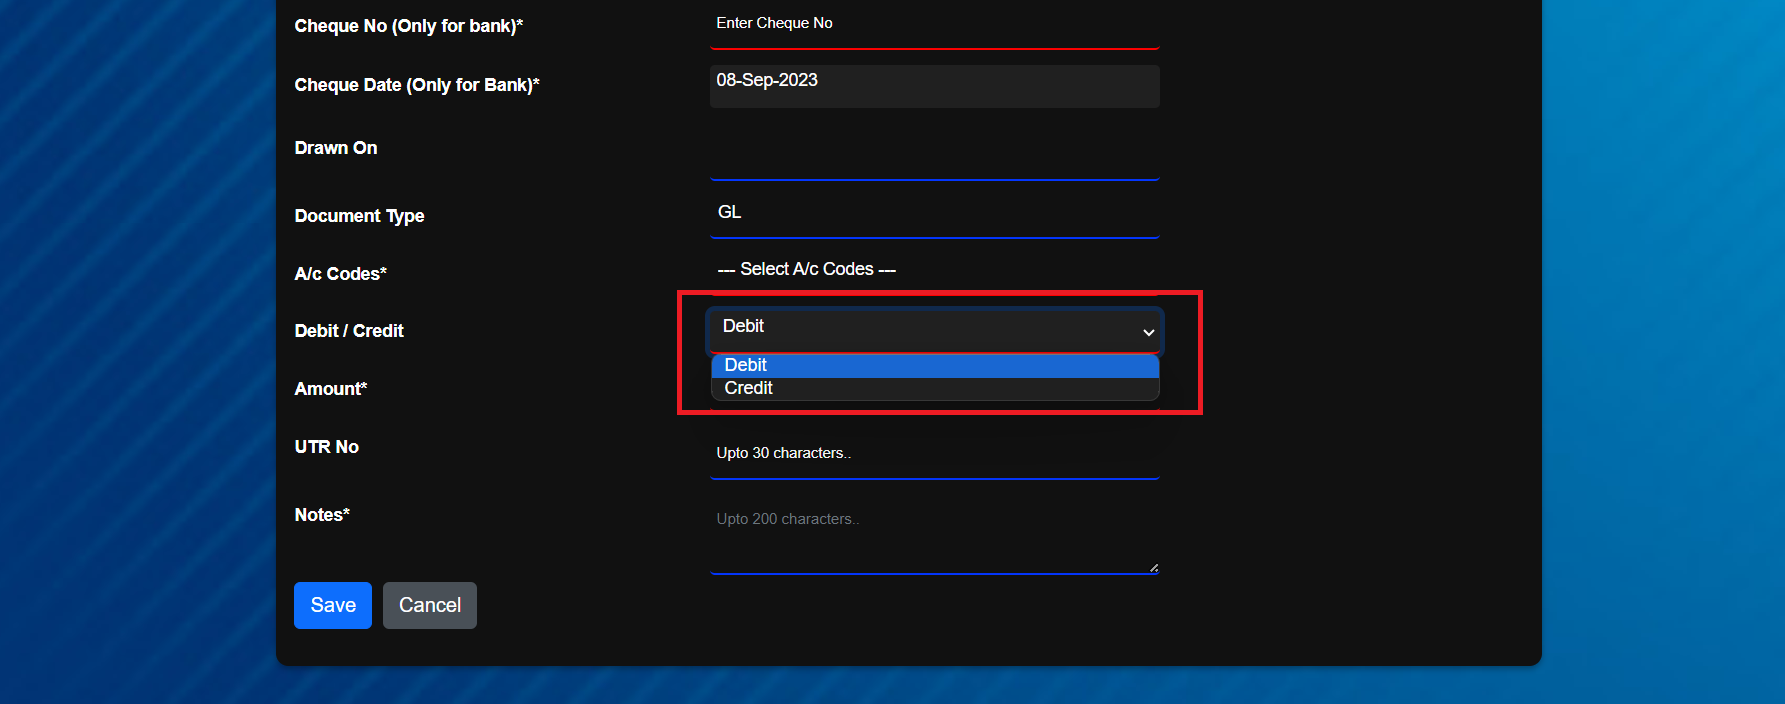 Cheque No (Only for bank)* Enter Cheque No
Cheque Date (Only for Bank)* 08-Sep-2023
Drawn On
Document Type GL
A/c Codes* --- Select A/c Codes ---
Debit / Credit Debit
Debit
Credit
Amount*
UTR No Upto 30 characters..
Notes* Upto 200 characters..
Save Cancel